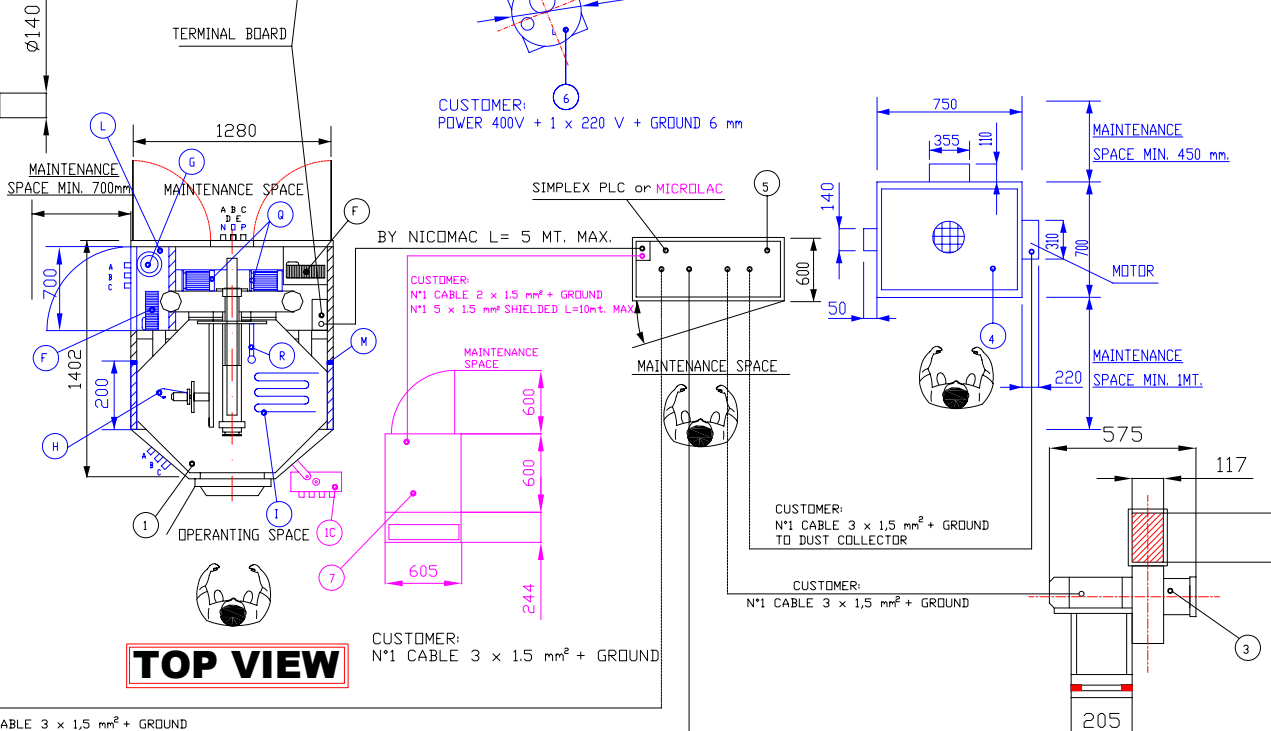 Ø140
TERMINAL BOARD
6
CUSTOMER:
POWER 400V + 1 x 220 V + GROUND 6 mm
L
1280
G
MAINTENANCE
SPACE MIN. 700mm
MAINTENANCE SPACE
A B C
D E
N O P
Q
F
BY NICOMAC L= 5 MT. MAX.
SIMPLEX PLC or MICROLAC
5
600
MAINTENANCE SPACE
750
355
110
140
310
700
50
220
4
MOTOR
MAINTENANCE
SPACE MIN. 450 mm.
MAINTENANCE
SPACE MIN. 1MT.
A
B
C
700
1402
200
F
R
M
H
A
B
C
1
I
1C
OPERANTING SPACE
CUSTOMER:
N°1 CABLE 2 x 1.5 mm² + GROUND
N°1 5 x 1.5 mm² SHIELDED L=10mt. MAX
MAINTENANCE
SPACE
600
600
244
605
7
TOP VIEW
CUSTOMER:
N°1 CABLE 3 x 1.5 mm² + GROUND
ABLE 3 x 1,5 mm² + GROUND
CUSTOMER:
N°1 CABLE 3 x 1,5 mm² + GROUND
TO DUST COLLECTOR
CUSTOMER:
N°1 CABLE 3 x 1,5 mm² + GROUND
575
117
3
205